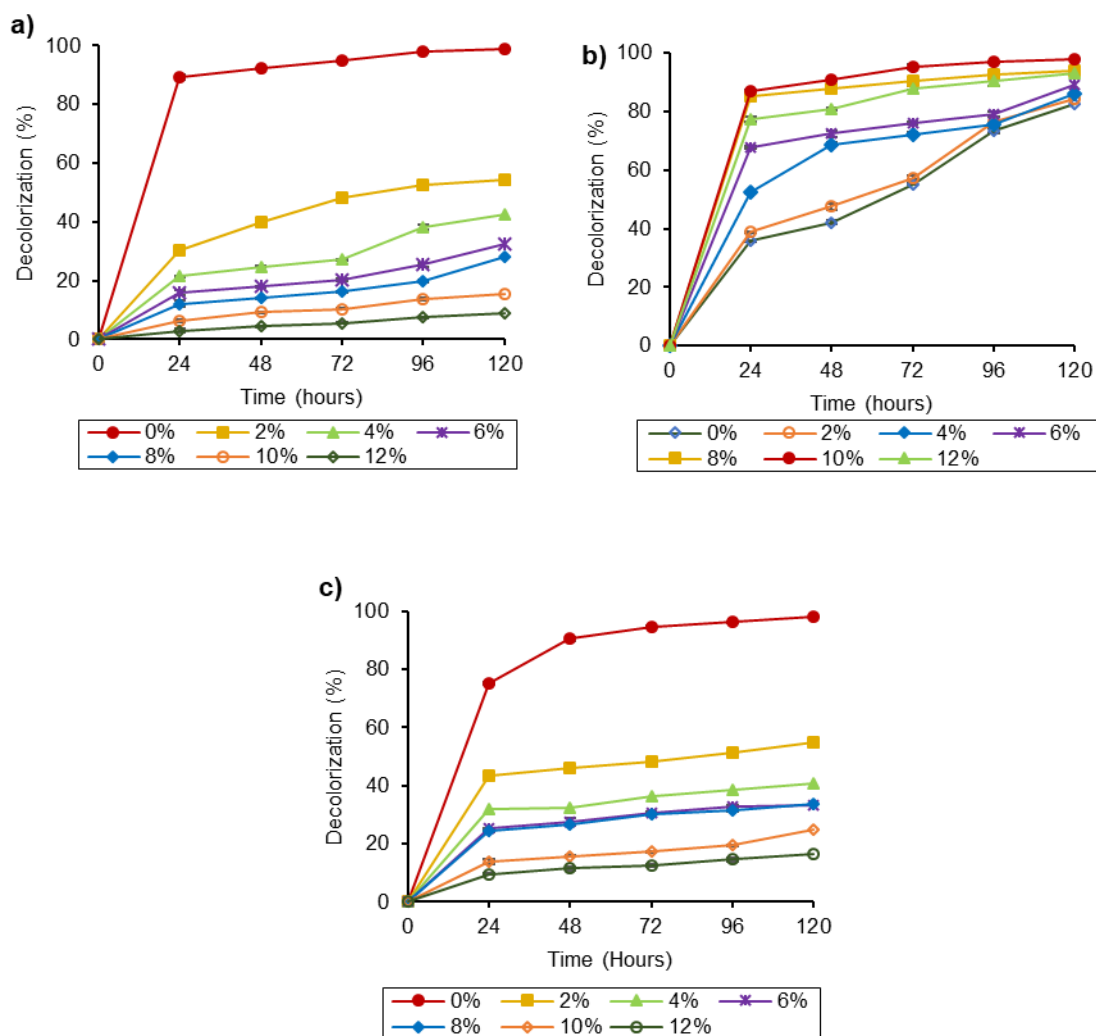 a)
100
80
60
40
20
0
Decolorization (%)
0 24 48 72 96 120
Time (hours)
0% 2% 4% 6%
8% 10% 12%
b)
100
80
60
40
20
0
Decolorization (%)
0 24 48 72 96 120
Time (hours)
0% 2% 4% 6%
8% 10% 12%
c)
100
80
60
40
20
0
Decolorization (%)
0 24 48 72 96 120
Time (Hours)
0% 2% 4% 6%
8% 10% 12%